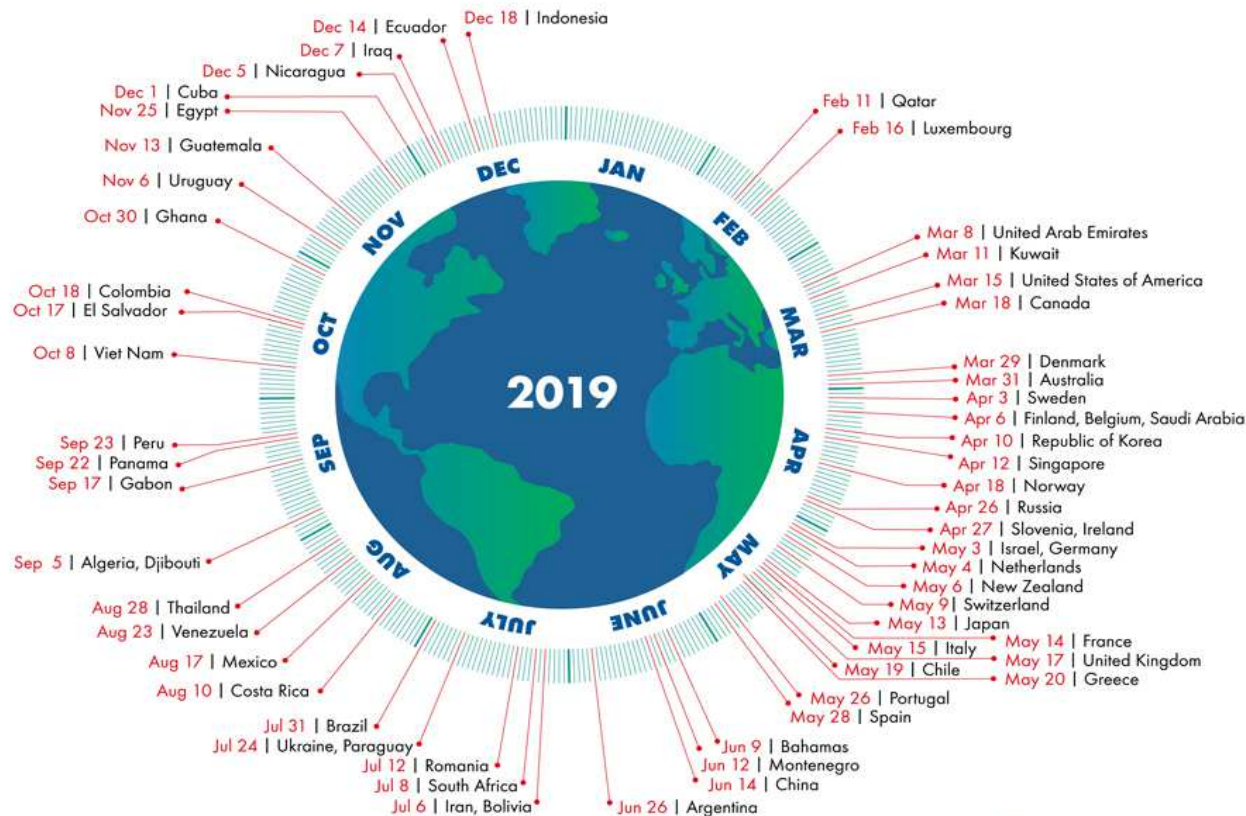 Dec 18 | Indonesia
Dec 14 | Ecuador
Dec 7 | Iraq
Dec 5 | Nicaragua
Dec 1 | Cuba
Nov 25 | Egypt
Nov 13 | Guatemala
Nov 6 | Uruguay
Oct 30 | Ghana
Oct 18 | Colombia
Oct 17 | El Salvador
Oct 8 | Viet Nam
Sep 23 | Peru
Sep 22 | Panama
Sep 17 | Gabon
Sep 5 | Algeria, Djibouti
Aug 28 | Thailand
Aug 23 | Venezuela
Aug 17 | Mexico
Aug 10 | Costa Rica
Jul 31 | Brazil
Jul 24 | Ukraine, Paraguay
Jul 12 | Romania
Jul 8 | South Africa
Jul 6 | Iran, Bolivia
JAN
FEB
MAR
APR
MAY
JUNE
JULY
AUG
SEP
OCT
NOV
DEC
2019
Feb 11 | Qatar
Feb 16 | Luxembourg
Mar 8 | United Arab Emirates
Mar 11 | Kuwait
Mar 15 | United States of America
Mar 18 | Canada
Mar 29 | Denmark
Mar 31 | Australia
Apr 3 | Sweden
Apr 6 | Finland, Belgium, Saudi Arabia
Apr 10 | Republic of Korea
Apr 12 | Singapore
Apr 18 | Norway
Apr 26 | Russia
Apr 27 | Slovenia, Ireland
May 3 | Israel, Germany
May 4 | Netherlands
May 6 | New Zealand
May 9 | Switzerland
May 13 | Japan
May 14 | France
May 15 | Italy
May 17 | United Kingdom
May 19 | Chile
May 20 | Greece
May 26 | Portugal
May 28 | Spain
Jun 9 | Bahamas
Jun 12 | Montenegro
Jun 14 | China
Jun 26 | Argentina